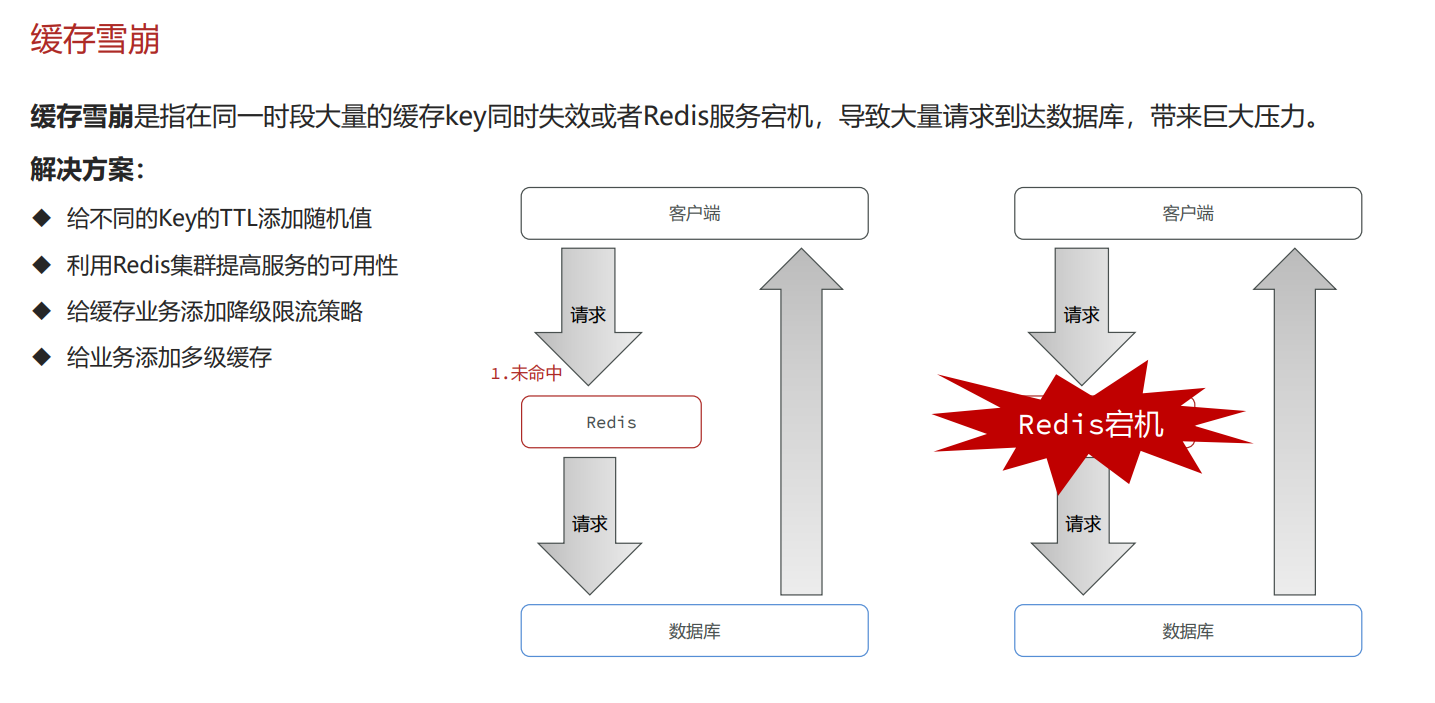 缓存雪崩
缓存雪崩是指在同一时段大量的缓存key同时失效或者Redis服务宕机，导致大量请求到达数据库，带来巨大压力。
解决方案：
◆ 给不同的Key的TTL添加随机值
◆ 利用Redis集群提高服务的可用性
◆ 给缓存业务添加降级限流策略
◆ 给业务添加多级缓存
客户端
请求
1.未命中
Redis
请求
数据库
客户端
请求
Redis宕机
请求
数据库